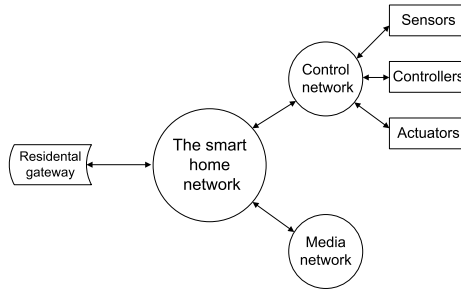 Sensors
Control
network
Controllers
Actuators
The smart
home
network
Residental
gateway
Media
network